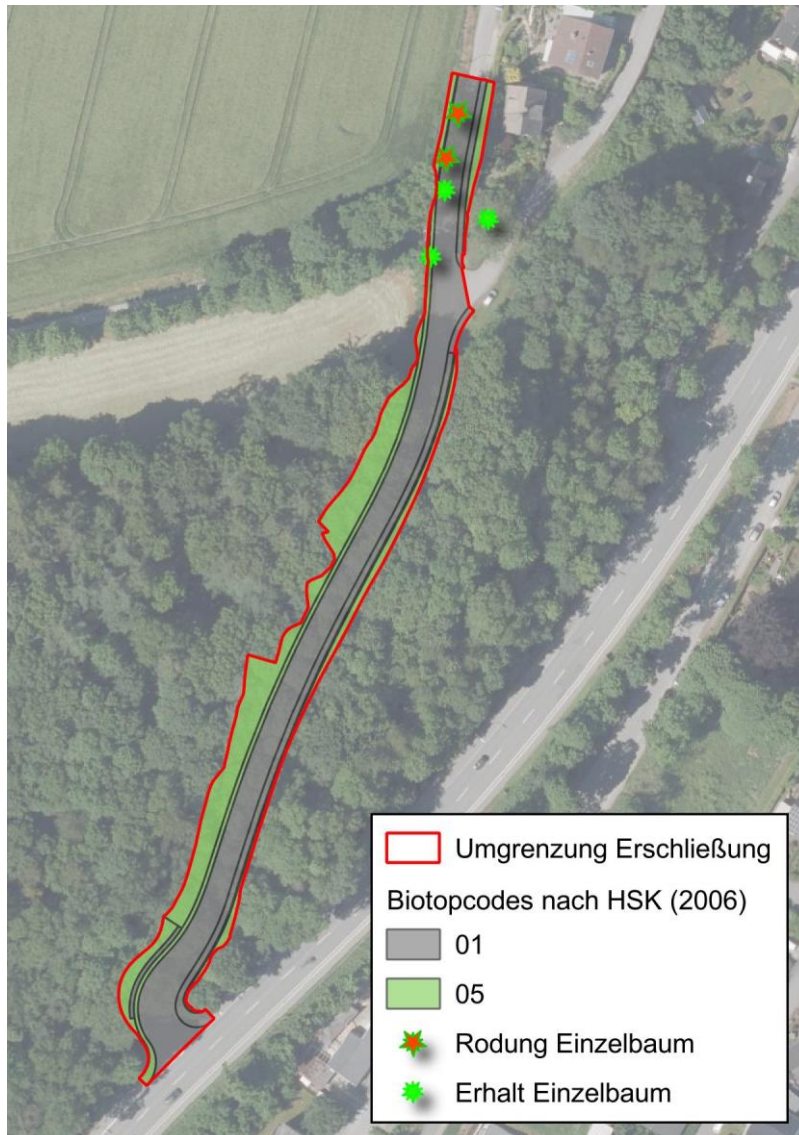 Umgrenzung Erschließung
Biotopcodes nach HSK (2006)
01
05
Rodung Einzelbaum
Erhalt Einzelbaum